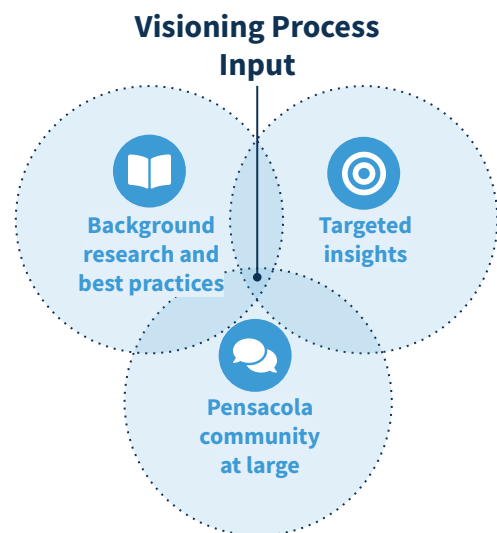 Visioning Process
Input
Background
research and
best practices
Targeted
insights
Pensacola
community
at large